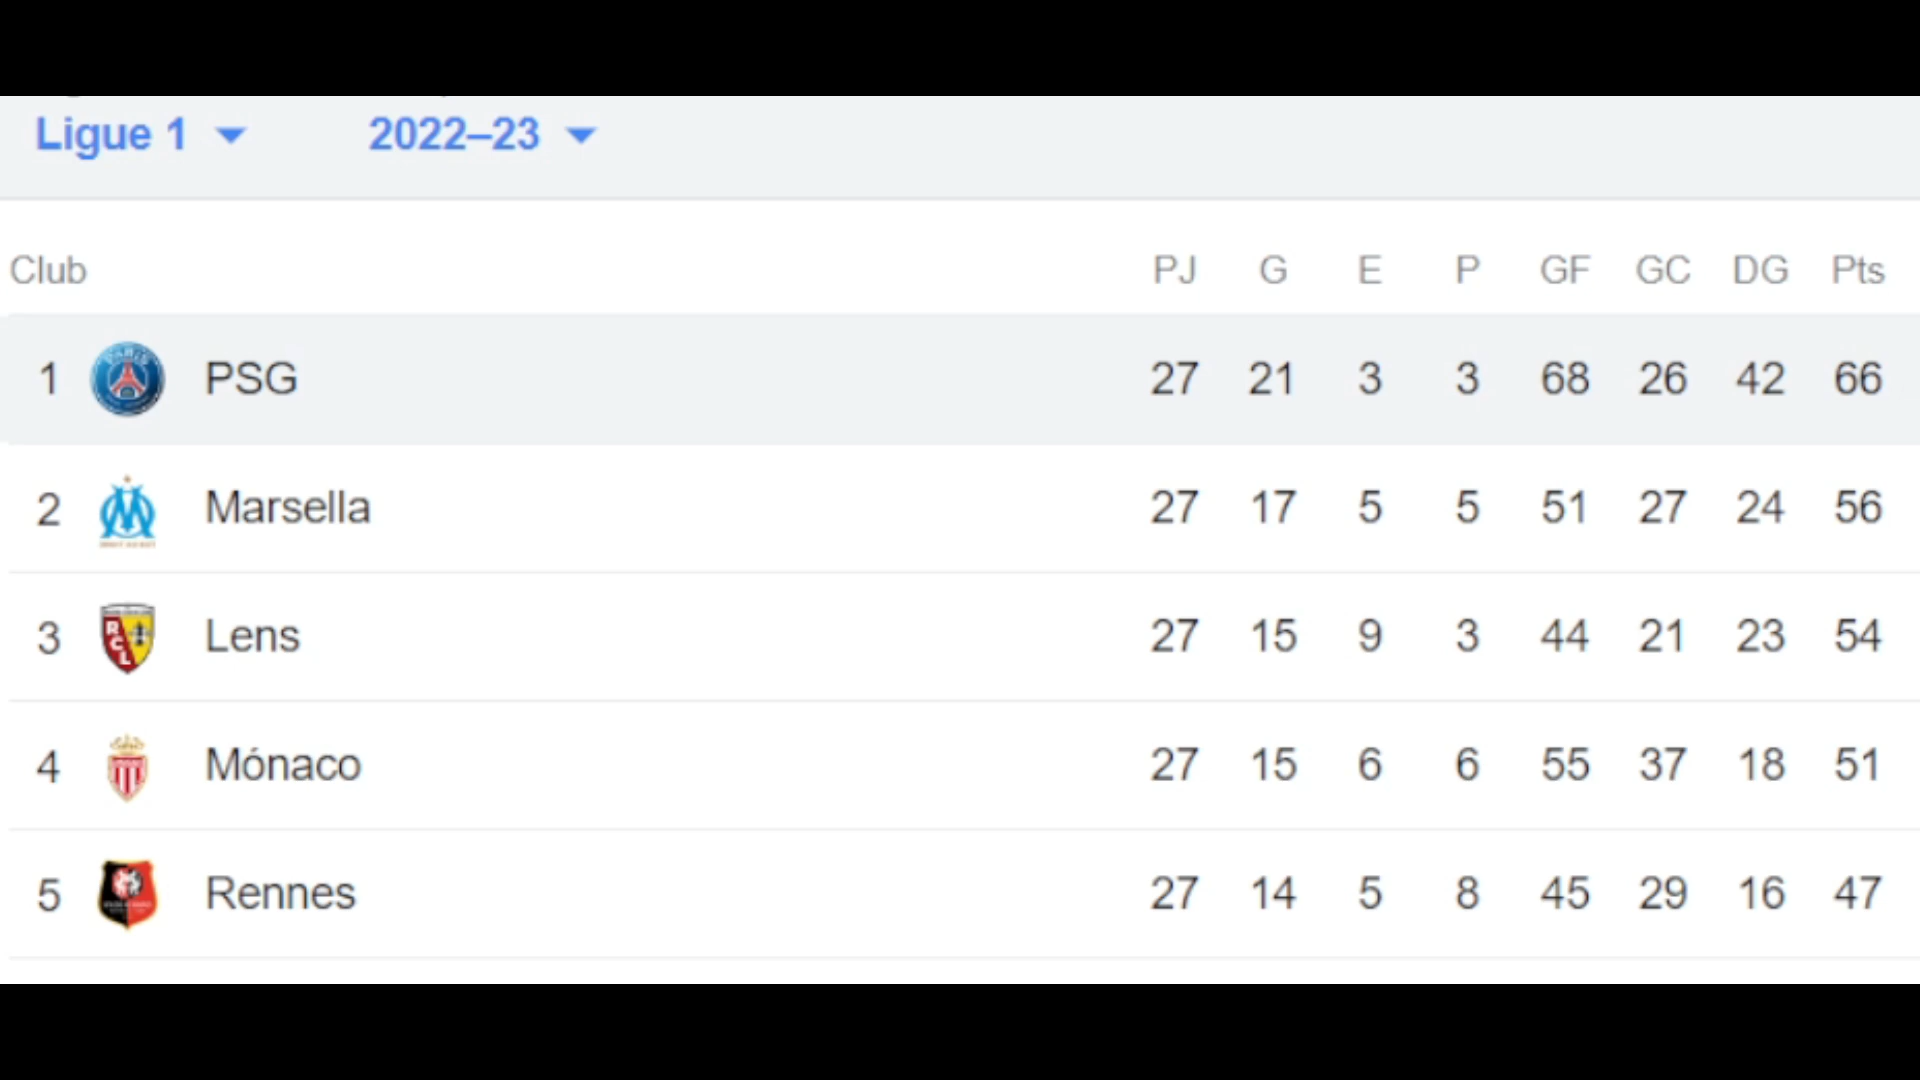 Ligue 1 2022–23
Club PJ G E P GF GC DG Pts
1 PSG 27 21 3 3 68 26 42 66
2 Marsella 27 17 5 5 51 27 24 56
3 Lens 27 15 9 3 44 21 23 54
4 Mónaco 27 15 6 6 55 37 18 51
5 Rennes 27 14 5 8 45 29 16 47